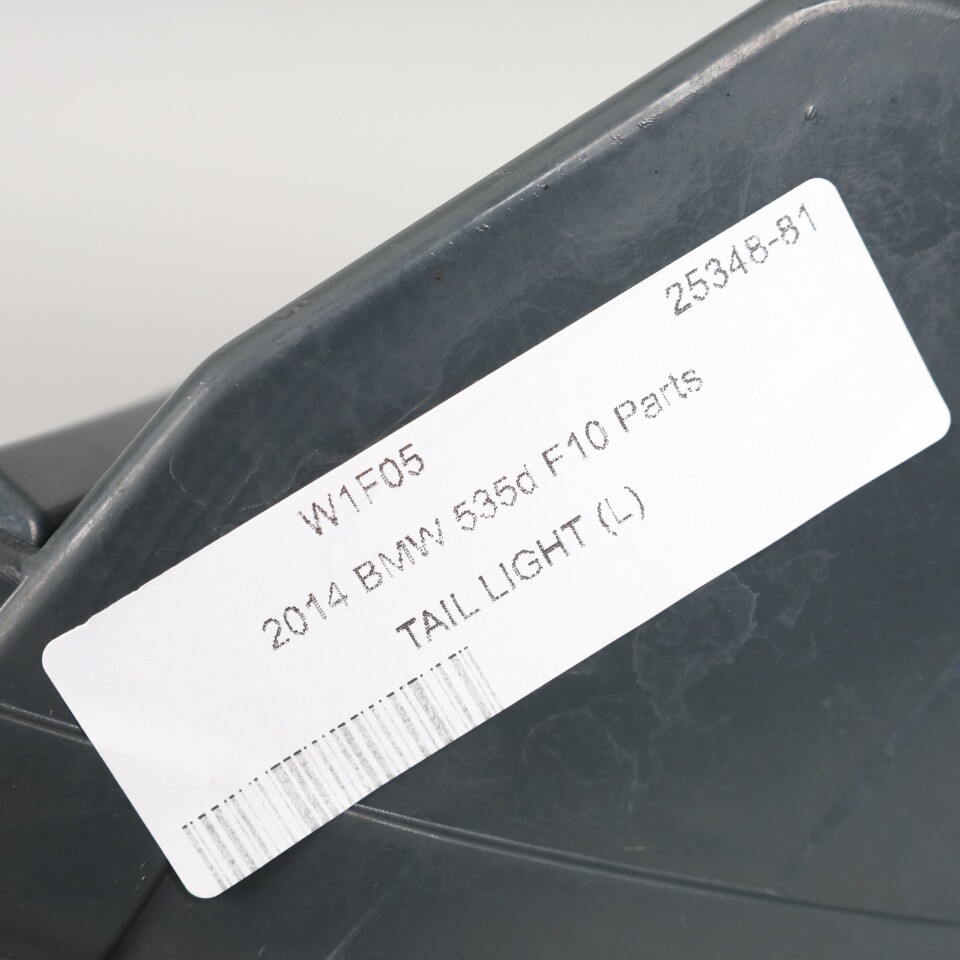 W1F05 25348-81
2014 BMW 535d F10 Parts
TAIL LIGHT (L)